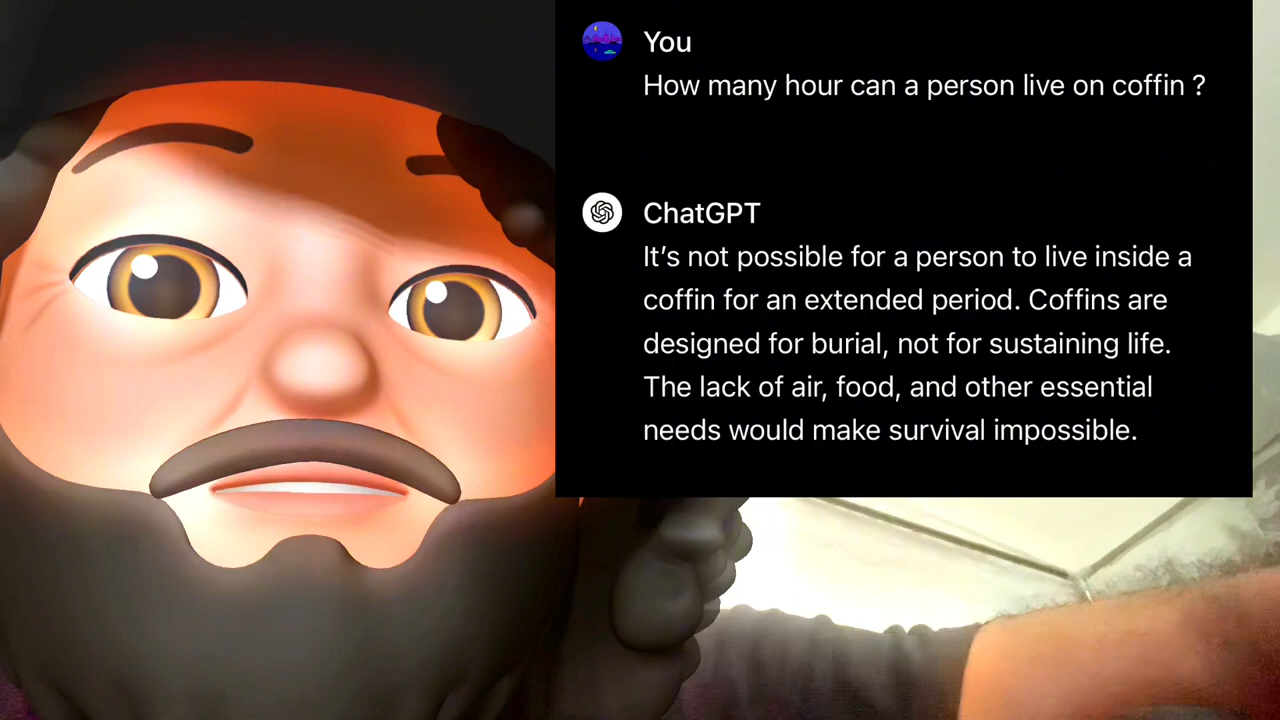 You
How many hour can a person live on coffin ?
ChatGPT
It’s not possible for a person to live inside a
coffin for an extended period. Coffins are
designed for burial, not for sustaining life.
The lack of air, food, and other essential
needs would make survival impossible.